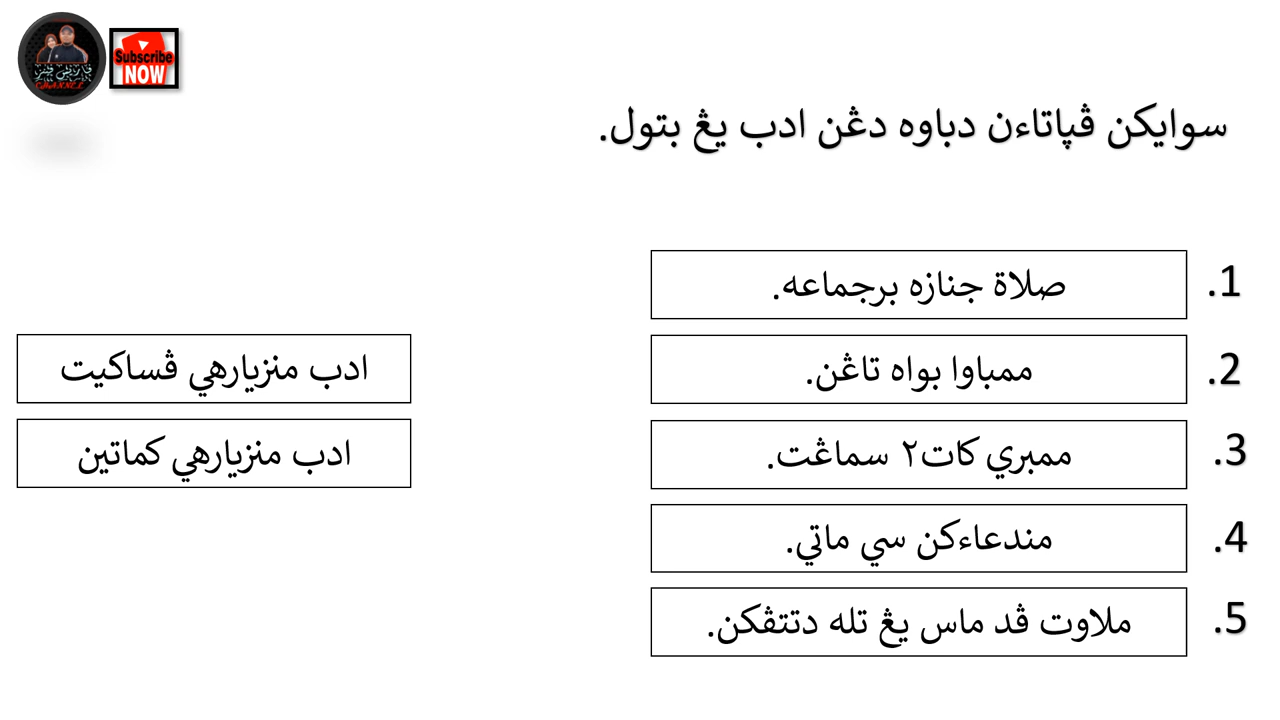 Subscribe
NOW
سوايكن ڤپاتاءن دباوه دڠن ادب يڠ بتول.
1. صلاة جنازه برجماعه.
2. ممباوا بواه تاڠن.
3. ممبري كات٢ سماڠت.
4. مندعاءكن سي ماتي.
5. ملاوت ڤد ماس يڠ تله دتتڤكن.
ادب منزيارهي ڤساكيت
ادب منزيارهي كماتين